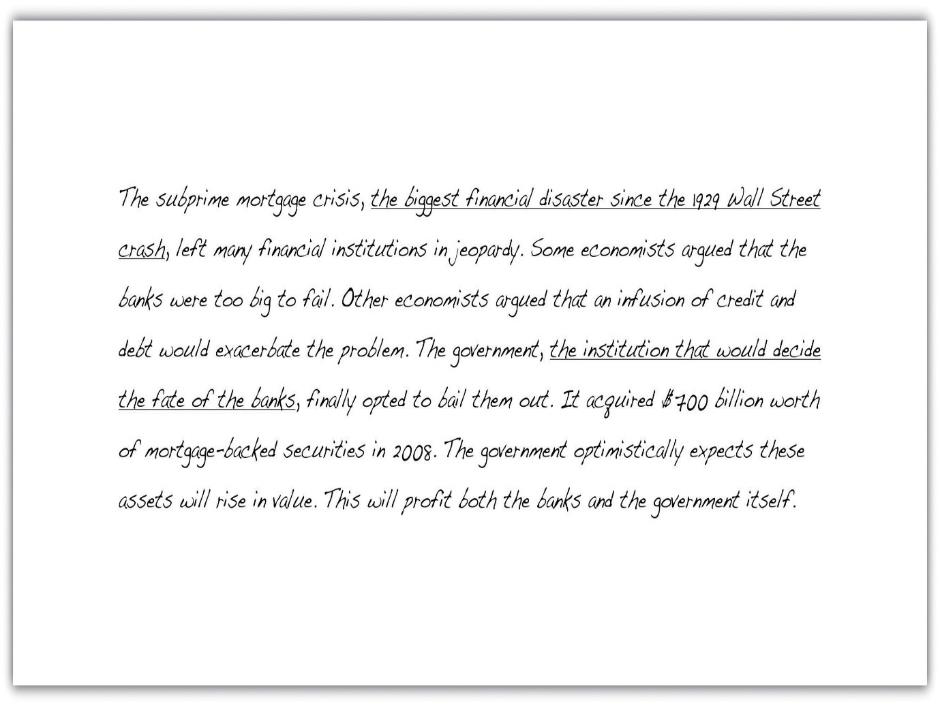 The subprime mortgage crisis, the biggest financial disaster since the 1929 Wall Street
crash, left many financial institutions in jeopardy. Some economists argued that the
banks were too big to fail. Other economists argued that an infusion of credit and
debt would exacerbate the problem. The government, the institution that would decide
the fate of the banks, finally opted to bail them out. It acquired $700 billion worth
of mortgage-backed securities in 2008. The government optimistically expects these
assets will rise in value. This will profit both the banks and the government itself.